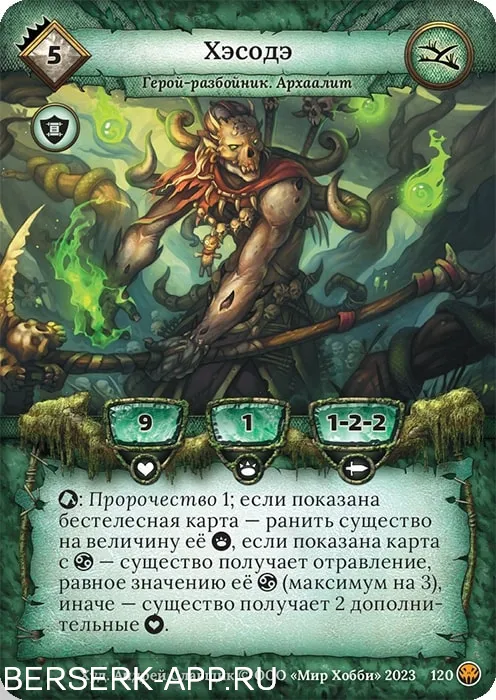 5
Хэсодэ
Герой-разбойник. Архаалит
9
1
1-2-2
: Пророчество 1; если показана
бестелесная карта — ранить существо
на величину её , если показана карта
с — существо получает отравление,
равное значению её (максимум на 3),
иначе — существо получает 2 дополни-
тельные .
© ООО «Мир Хобби» 2023 120
BERSERK-APP.RU